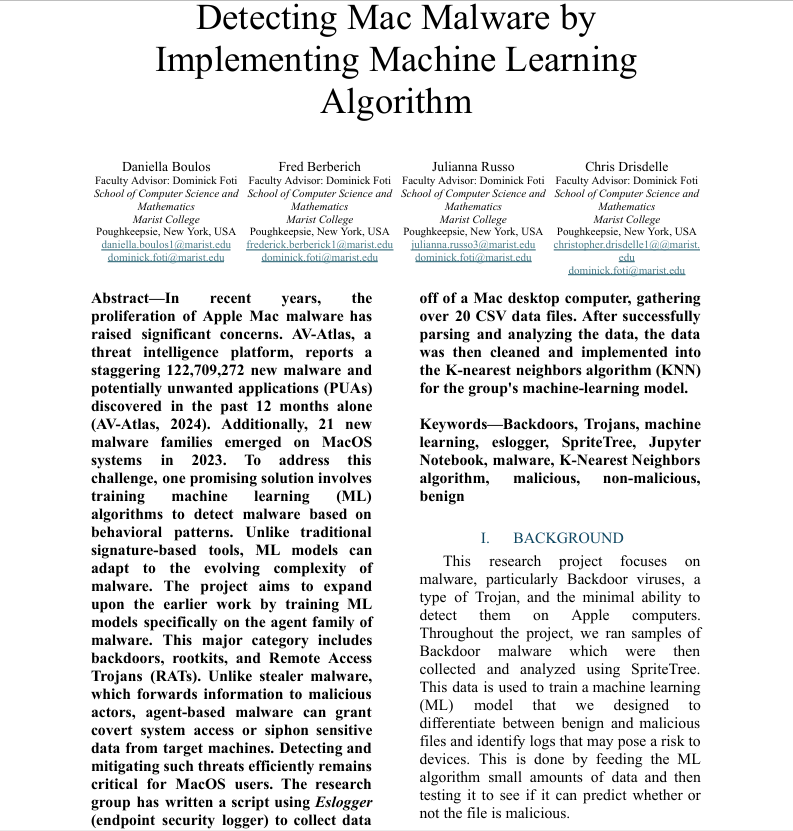 Detecting Mac Malware by
Implementing Machine Learning
Algorithm
Daniella Boulos
Faculty Advisor: Dominick Foti
School of Computer Science and
Mathematics
Marist College
Poughkeepsie, New York, USA
daniella.boulos1@marist.edu
dominick.foti@marist.edu
Fred Berberich
Faculty Advisor: Dominick Foti
School of Computer Science and
Mathematics
Marist College
Poughkeepsie, New York, USA
frederick.berberick1@marist.edu
dominick.foti@marist.edu
Julianna Russo
Faculty Advisor: Dominick Foti
School of Computer Science and
Mathematics
Marist College
Poughkeepsie, New York, USA
julianna.russo3@marist.edu
dominick.foti@marist.edu
Chris Drisdelle
Faculty Advisor: Dominick Foti
School of Computer Science and
Mathematics
Marist College
Poughkeepsie, New York, USA
christopher.drisdelle1@@marist.
edu
dominick.foti@marist.edu
Abstract—In recent years, the
proliferation of Apple Mac malware has
raised significant concerns. AV-Atlas, a
threat intelligence platform, reports a
staggering 122,709,272 new malware and
potentially unwanted applications (PUAs)
discovered in the past 12 months alone
(AV-Atlas, 2024). Additionally, 21 new
malware families emerged on MacOS
systems in 2023. To address this
challenge, one promising solution involves
training machine learning (ML)
algorithms to detect malware based on
behavioral patterns. Unlike traditional
signature-based tools, ML models can
adapt to the evolving complexity of
malware. The project aims to expand
upon the earlier work by training ML
models specifically on the agent family of
malware. This major category includes
backdoors, rootkits, and Remote Access
Trojans (RATs). Unlike stealer malware,
which forwards information to malicious
actors, agent-based malware can grant
covert system access or siphon sensitive
data from target machines. Detecting and
mitigating such threats efficiently remains
critical for MacOS users. The research
group has written a script using Eslogger
(endpoint security logger) to collect data
off of a Mac desktop computer, gathering
over 20 CSV data files. After successfully
parsing and analyzing the data, the data
was then cleaned and implemented into
the K-nearest neighbors algorithm (KNN)
for the group's machine-learning model.
Keywords—Backdoors, Trojans, machine
learning, eslogger, SpriteTree, Jupyter
Notebook, malware, K-Nearest Neighbors
algorithm, malicious, non-malicious,
benign
I. BACKGROUND
This research project focuses on
malware, particularly Backdoor viruses, a
type of Trojan, and the minimal ability to
detect them on Apple computers.
Throughout the project, we ran samples of
Backdoor malware which were then
collected and analyzed using SpriteTree.
This data is used to train a machine learning
(ML) model that we designed to
differentiate between benign and malicious
files and identify logs that may pose a risk to
devices. This is done by feeding the ML
algorithm small amounts of data and then
testing it to see if it can predict whether or
not the file is malicious.